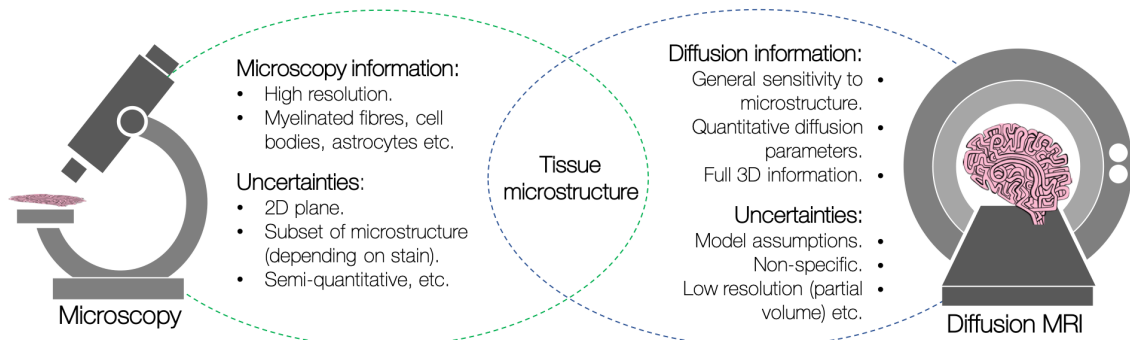 Microscopy information:
• High resolution.
• Myelinated fibres, cell
bodies, astrocytes etc.
Uncertainties:
• 2D plane.
• Subset of microstructure
(depending on stain).
• Semi-quantitative, etc.
Microscopy
Tissue
microstructure
Diffusion information:
General sensitivity to •
microstructure.
Quantitative diffusion •
parameters.
Full 3D information. •
Uncertainties:
Model assumptions. •
Non-specific. •
Low resolution (partial •
volume) etc.
Diffusion MRI